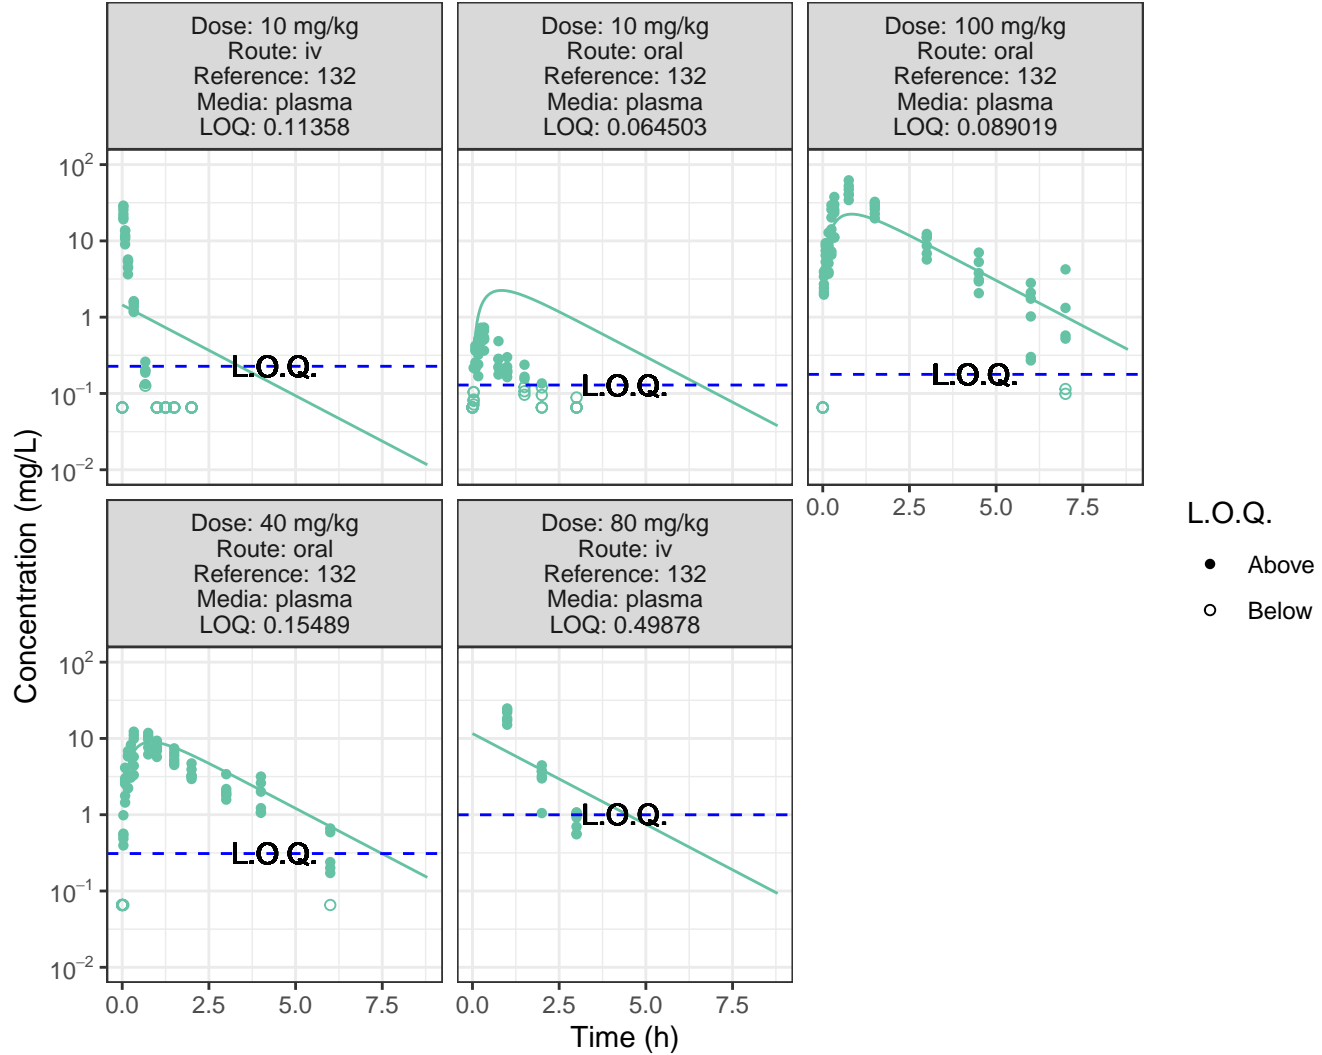 Dose: 10 mg/kg
Route: iv
Reference: 132
Media: plasma
LOQ: 0.11358
Dose: 10 mg/kg
Route: oral
Reference: 132
Media: plasma
LOQ: 0.064503
Dose: 100 mg/kg
Route: oral
Reference: 132
Media: plasma
LOQ: 0.089019
10²
10
1
10⁻¹
10⁻²
L.O.Q.
L.O.Q.
L.O.Q.
0.0 2.5 5.0 7.5
Dose: 40 mg/kg
Route: oral
Reference: 132
Media: plasma
LOQ: 0.15489
Dose: 80 mg/kg
Route: iv
Reference: 132
Media: plasma
LOQ: 0.49878
10²
10
1
10⁻¹
10⁻²
L.O.Q.
L.O.Q.
0.0 2.5 5.0 7.5
0.0 2.5 5.0 7.5
Time (h)
Concentration (mg/L)
L.O.Q.
Above
Below